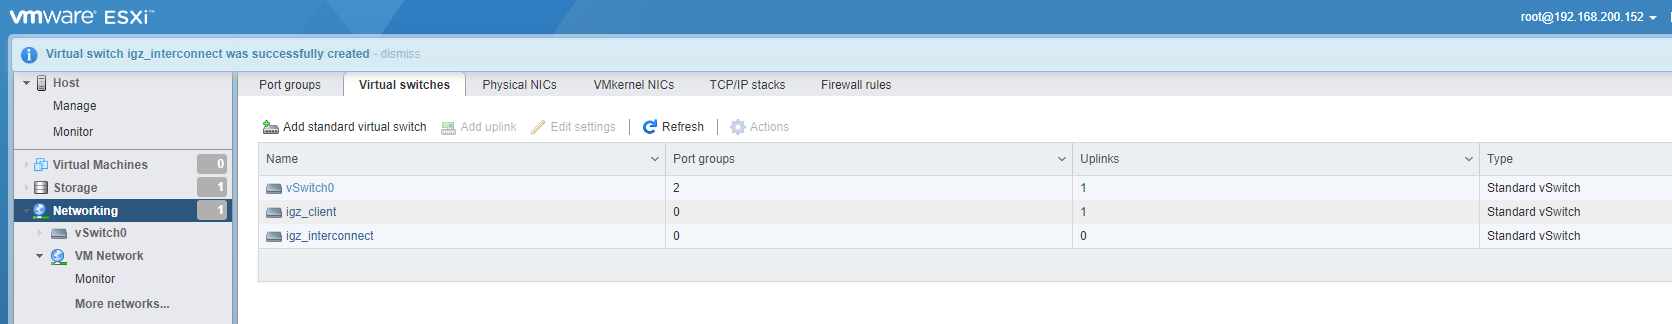 vmware ESXi™
root@192.168.200.152
Virtual switch igz_interconnect was successfully created - dismiss
Host
Manage
Monitor
Virtual Machines 0
Storage 1
Networking 1
vSwitch0
VM Network
Monitor
More networks...
Port groups Virtual switches Physical NICs VMkernel NICs TCP/IP stacks Firewall rules
Add standard virtual switch Add uplink Edit settings Refresh Actions
Name Port groups Uplinks Type
vSwitch0 2 1 Standard vSwitch
igz_client 0 1 Standard vSwitch
igz_interconnect 0 0 Standard vSwitch